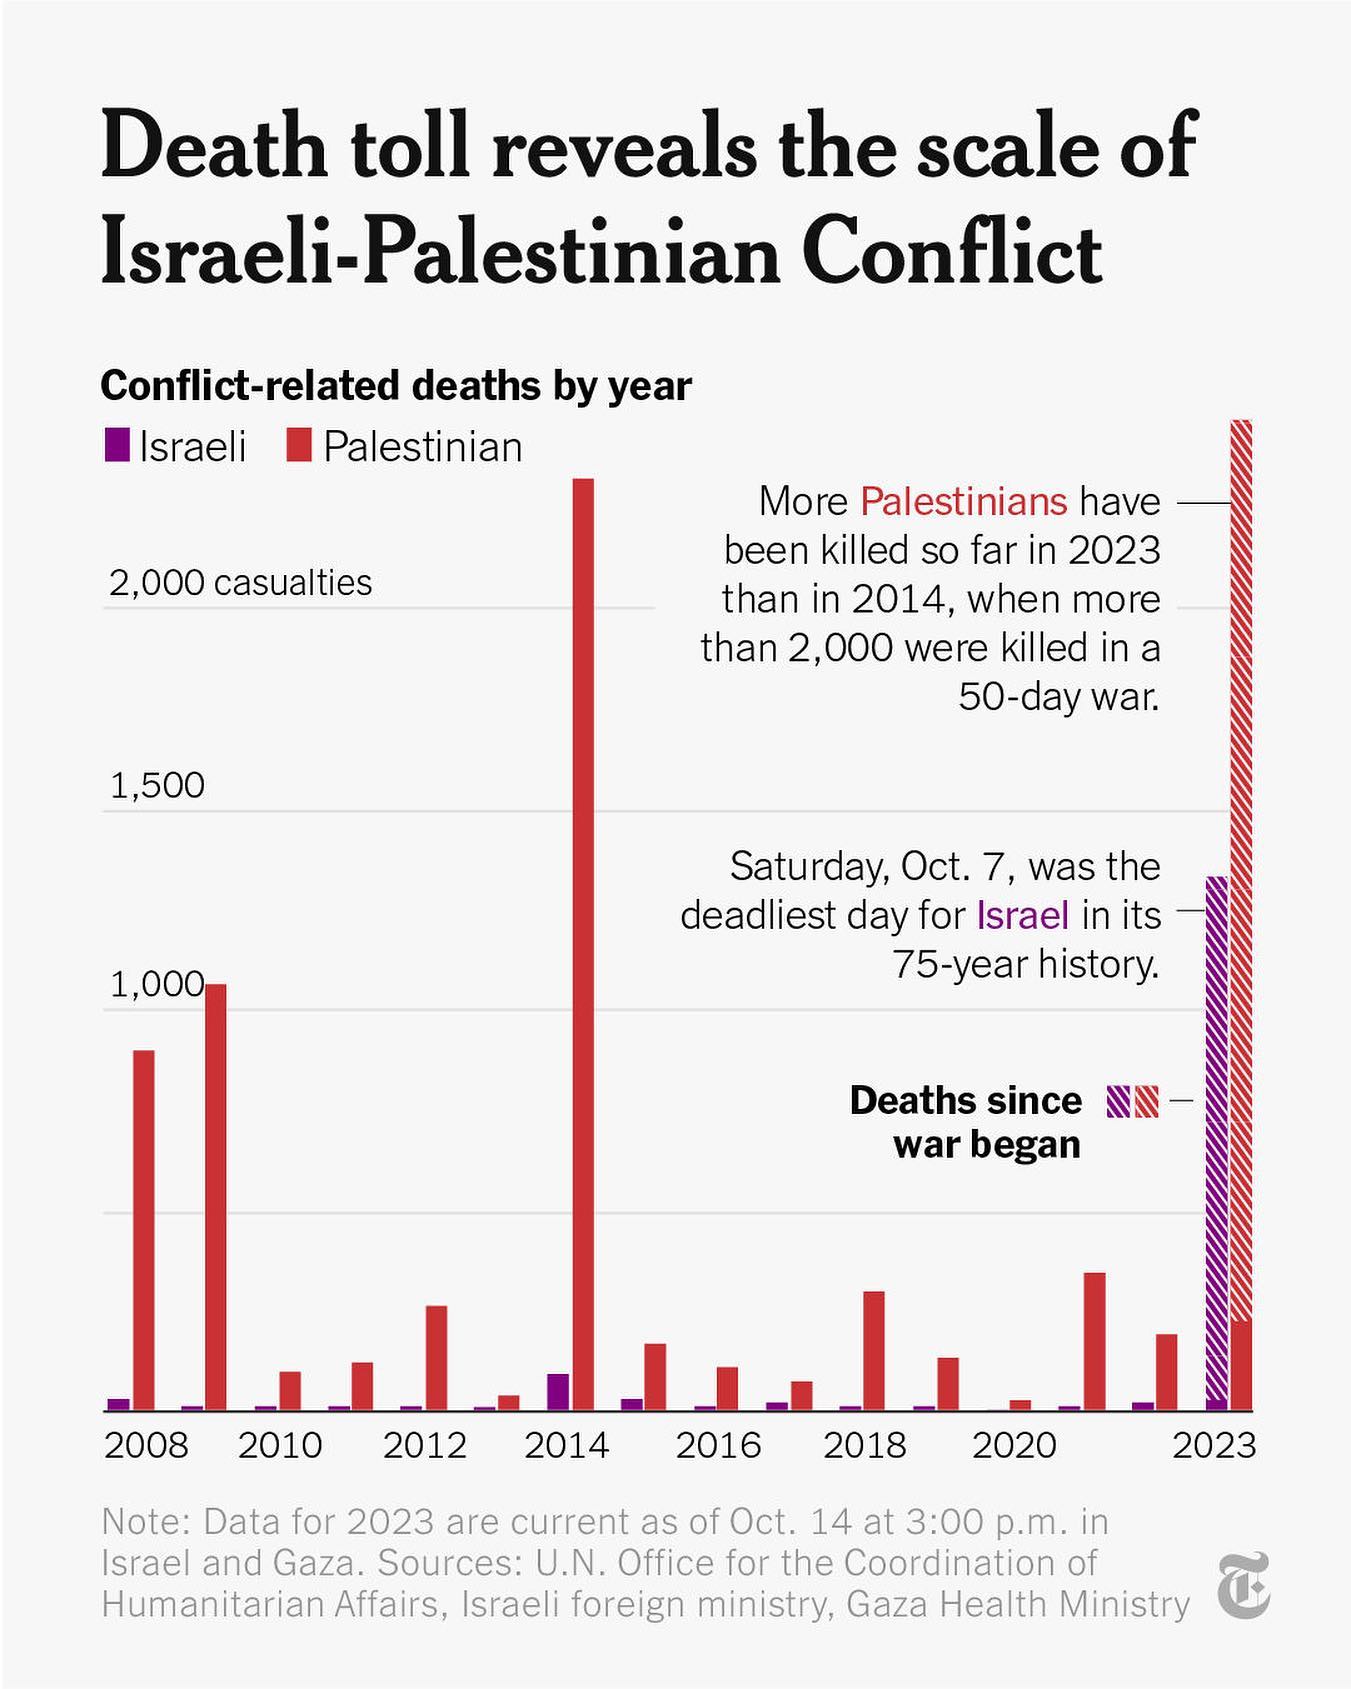 Death toll reveals the scale of
Israeli-Palestinian Conflict
Conflict-related deaths by year
Israeli Palestinian
More Palestinians have
been killed so far in 2023
than in 2014, when more
than 2,000 were killed in a
50-day war.
2,000 casualties
1,500
Saturday, Oct. 7, was the
deadliest day for Israel in its
75-year history.
1,000
Deaths since
war began
2008 2010 2012 2014 2016 2018 2020 2023
Note: Data for 2023 are current as of Oct. 14 at 3:00 p.m. in
Israel and Gaza. Sources: U.N. Office for the Coordination of
Humanitarian Affairs, Israeli foreign ministry, Gaza Health Ministry
T